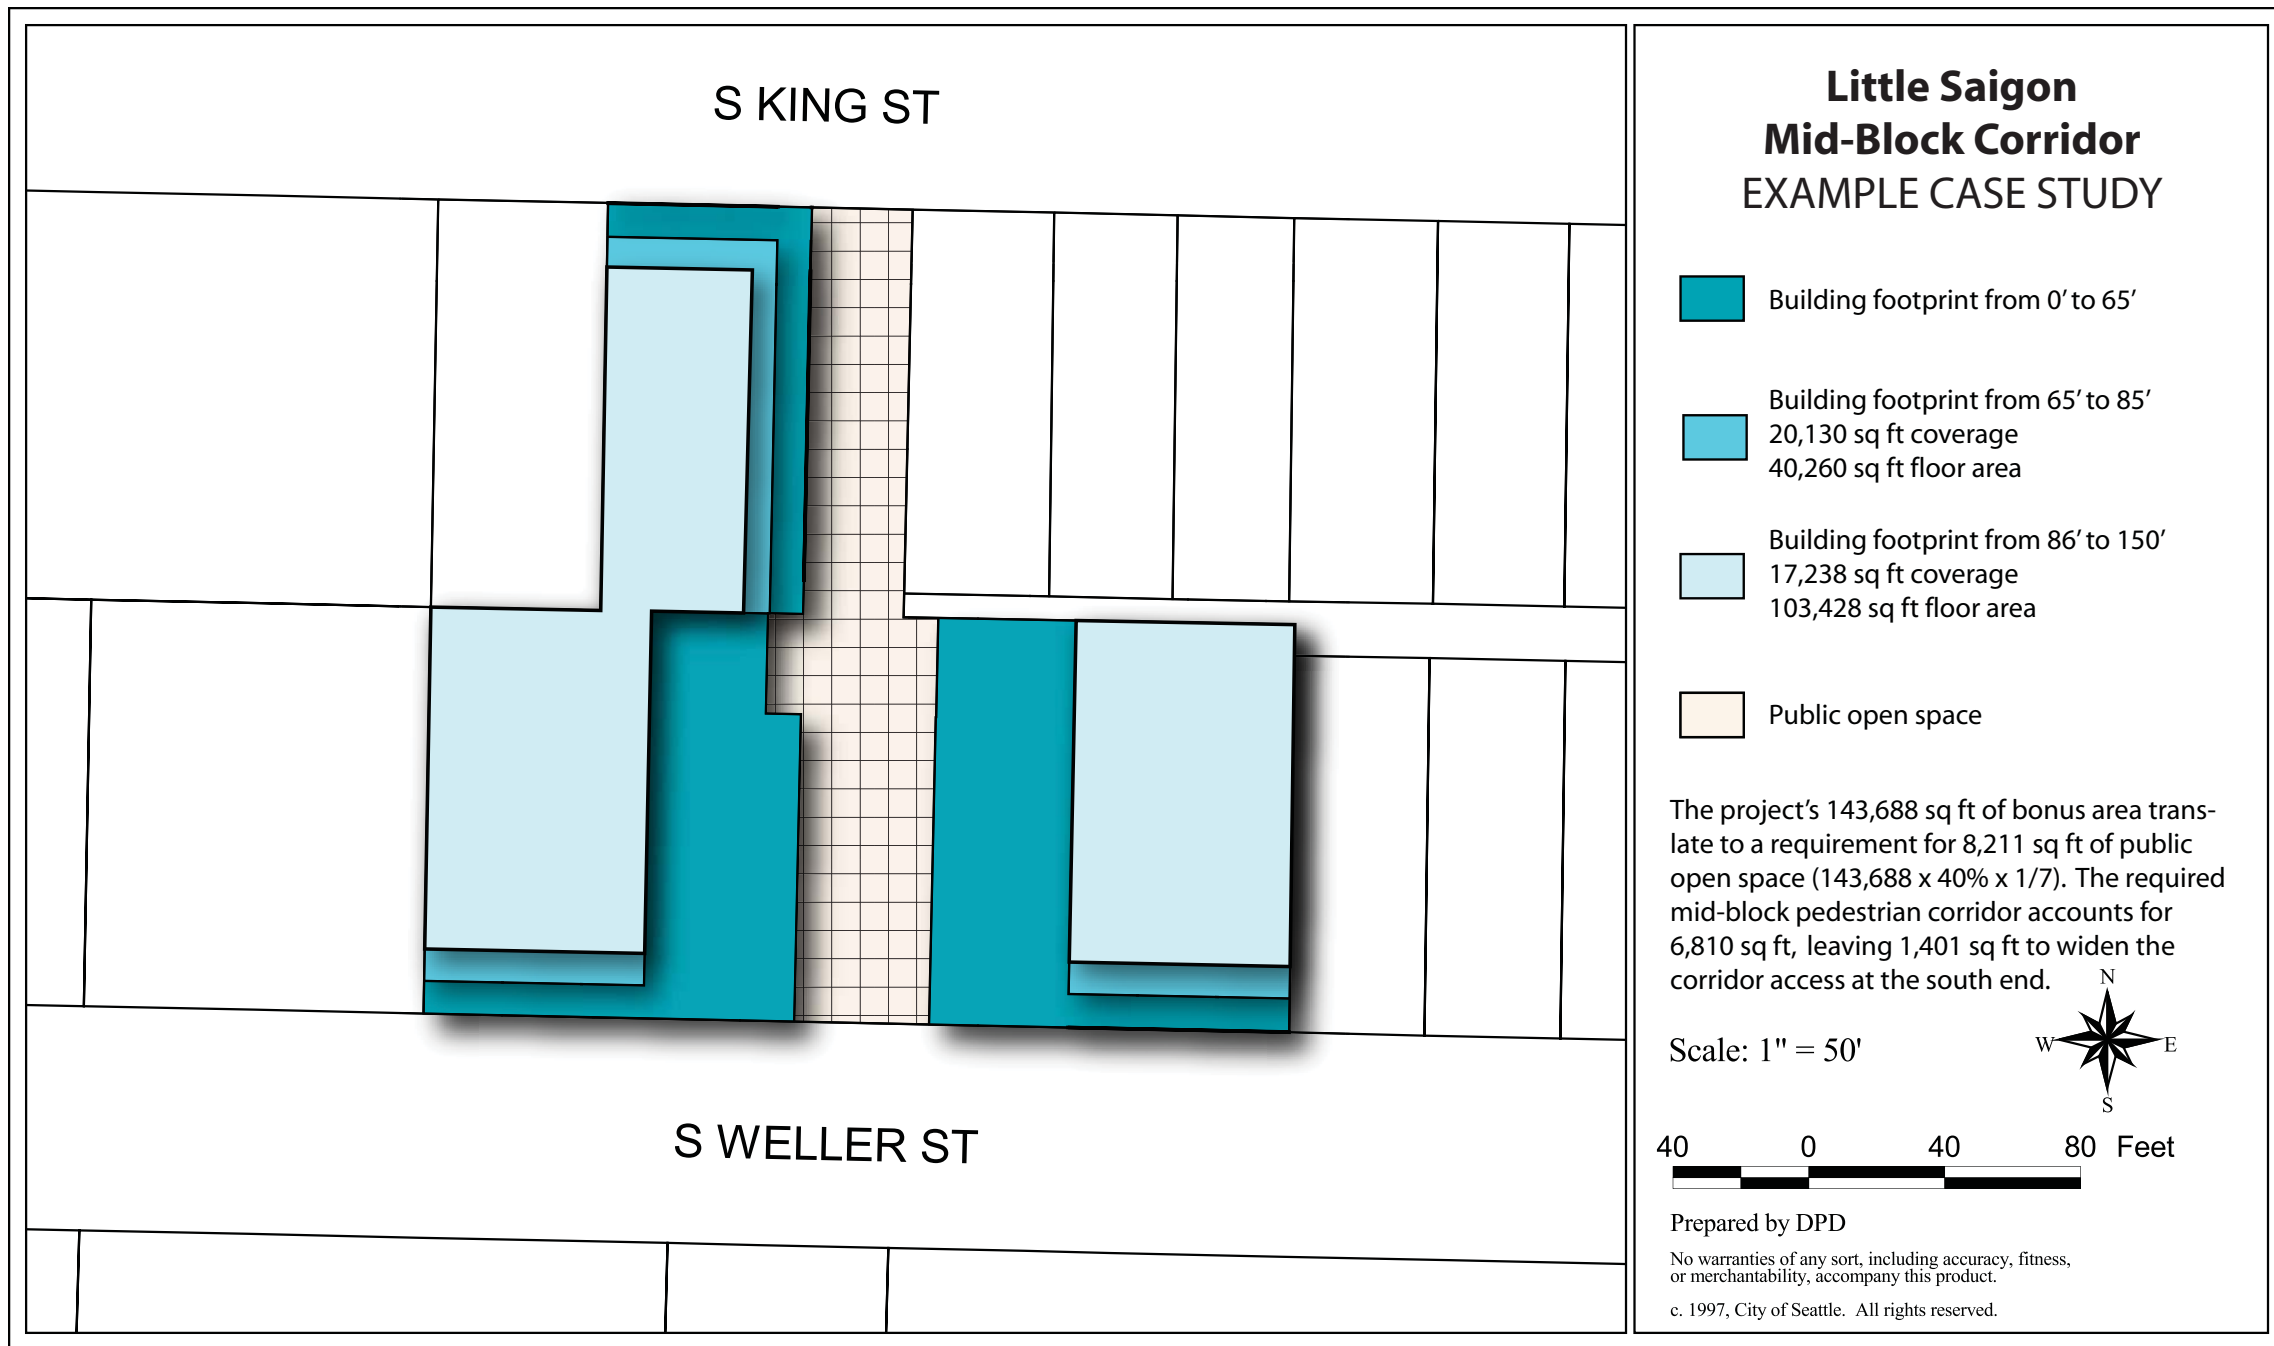 S KING ST
S WELLER ST
Little Saigon
Mid-Block Corridor
EXAMPLE CASE STUDY
Building footprint from 0’ to 65’
Building footprint from 65’ to 85’
20,130 sq ft coverage
40,260 sq ft floor area
Building footprint from 86’ to 150’
17,238 sq ft coverage
103,428 sq ft floor area
Public open space
The project’s 143,688 sq ft of bonus area trans-
late to a requirement for 8,211 sq ft of public
open space (143,688 x 40% x 1/7). The required
mid-block pedestrian corridor accounts for
6,810 sq ft, leaving 1,401 sq ft to widen the
corridor access at the south end.
N
W E
S
Scale: 1" = 50'
40 0 40 80 Feet
Prepared by DPD
No warranties of any sort, including accuracy, fitness,
or merchantability, accompany this product.
c. 1997, City of Seattle. All rights reserved.